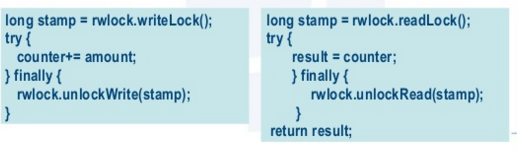 long stamp = rwlock.writeLock();
try {
counter+= amount;
} finally {
rwlock.unlockWrite(stamp);
}
long stamp = rwlock.readLock();
try {
result = counter;
} finally {
rwlock.unlockRead(stamp);
}
return result;